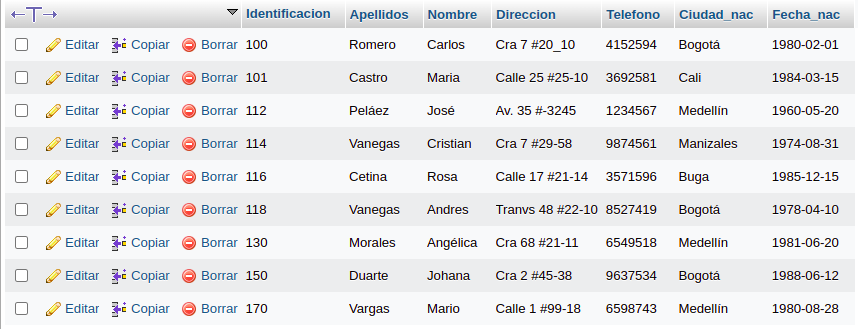 Identificacion Apellidos Nombre Direccion Telefono Ciudad_nac Fecha_nac
Editar Copiar Borrar 100 Romero Carlos Cra 7 #20_10 4152594 Bogotá 1980-02-01
Editar Copiar Borrar 101 Castro Maria Calle 25 #25-10 3692581 Cali 1984-03-15
Editar Copiar Borrar 112 Peláez José Av. 35 #-3245 1234567 Medellín 1960-05-20
Editar Copiar Borrar 114 Vanegas Cristian Cra 7 #29-58 9874561 Manizales 1974-08-31
Editar Copiar Borrar 116 Cetina Rosa Calle 17 #21-14 3571596 Buga 1985-12-15
Editar Copiar Borrar 118 Vanegas Andres Tranvs 48 #22-10 8527419 Bogotá 1978-04-10
Editar Copiar Borrar 130 Morales Angélica Cra 68 #21-11 6549518 Medellín 1981-06-20
Editar Copiar Borrar 150 Duarte Johana Cra 2 #45-38 9637534 Bogotá 1988-06-12
Editar Copiar Borrar 170 Vargas Mario Calle 1 #99-18 6598743 Medellín 1980-08-28